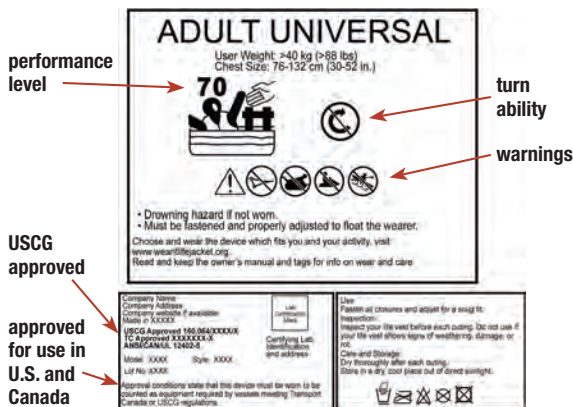 ADULT UNIVERSAL
User Weight: >40 kg (>88 lbs)
Chest Size: 76-132 cm (30-52 in.)
performance
level
70
turn
ability
warnings
• Drowning hazard if not worn.
• Must be fastened and properly adjusted to float the wearer.
Choose and wear the device which fits you and your activity, visit
www.wearitlifejacket.org
Read and keep the owner's manual and tags for info on wear and care
USCG
approved
approved
for use in
U.S. and
Canada
Company Name
Company Address
Company website if available
Made in XXXXX
USCG Approved 160.064/XXXX/X
TC Approved XXXXXXX-X
ANSI/CAN/UL 12402-5
Model XXXX Style: XXXX
Lot No. XXXX
Lab
Certification
Mark
Certifying Lab
Identification
and address
Approval conditions state that this device must be worn to be
counted as equipment required by vessels meeting Transport
Canada or USCG regulations.
Use
Fasten all closures and adjust for a snug fit.
Inspection:
Inspect your life vest before each outing. Do not use if
your life vest shows signs of weathering, damage, or
rot.
Care and Storage:
Dry thoroughly after each outing.
Store in a dry, cool place out of direct sunlight.